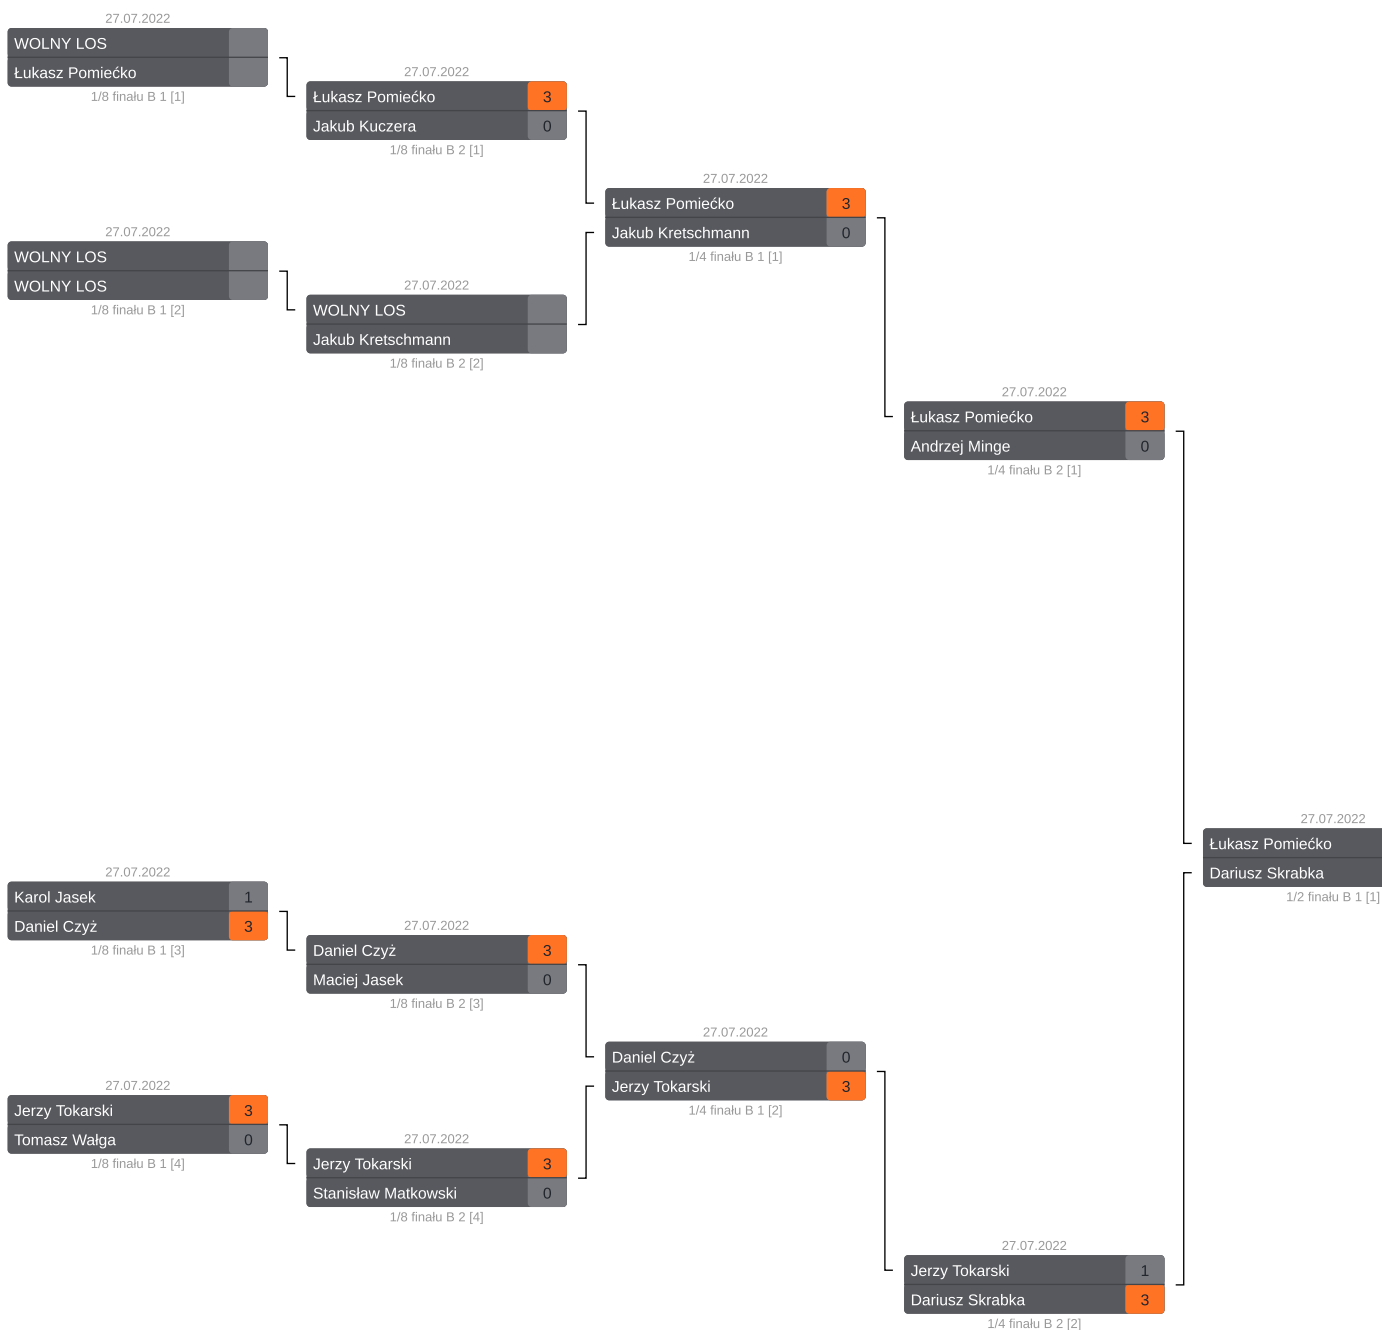 27.07.2022
WOLNY LOS
Łukasz Pomiećko
1/8 finału B 1 [1]
27.07.2022
Łukasz Pomiećko 3
Jakub Kuczera 0
1/8 finału B 2 [1]
27.07.2022
Łukasz Pomiećko 3
Jakub Kretschmann 0
1/4 finału B 1 [1]
27.07.2022
WOLNY LOS
WOLNY LOS
1/8 finału B 1 [2]
27.07.2022
WOLNY LOS
Jakub Kretschmann
1/8 finału B 2 [2]
27.07.2022
Łukasz Pomiećko 3
Andrzej Minge 0
1/4 finału B 2 [1]
27.07.2022
Łukasz Pomiećko
Dariusz Skrabka
1/2 finału B 1 [1]
27.07.2022
Karol Jasek 1
Daniel Czyż 3
1/8 finału B 1 [3]
27.07.2022
Daniel Czyż 3
Maciej Jasek 0
1/8 finału B 2 [3]
27.07.2022
Daniel Czyż 0
Jerzy Tokarski 3
1/4 finału B 1 [2]
27.07.2022
Jerzy Tokarski 3
Tomasz Wałga 0
1/8 finału B 1 [4]
27.07.2022
Jerzy Tokarski 3
Stanisław Matkowski 0
1/8 finału B 2 [4]
27.07.2022
Jerzy Tokarski 1
Dariusz Skrabka 3
1/4 finału B 2 [2]